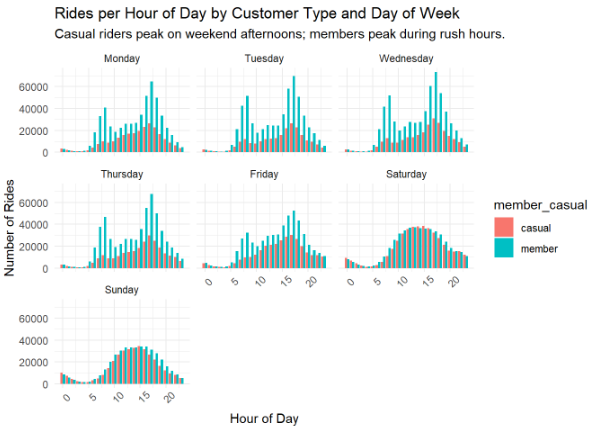 Rides per Hour of Day by Customer Type and Day of Week
Casual riders peak on weekend afternoons; members peak during rush hours.
Monday Tuesday Wednesday
60000
40000
20000
0
Thursday Friday Saturday
60000
40000
20000
0
0 5 10 15 20 0 5 10 15 20
Sunday
60000
40000
20000
0
0 5 10 15 20
Number of Rides
Hour of Day
member_casual
casual
member